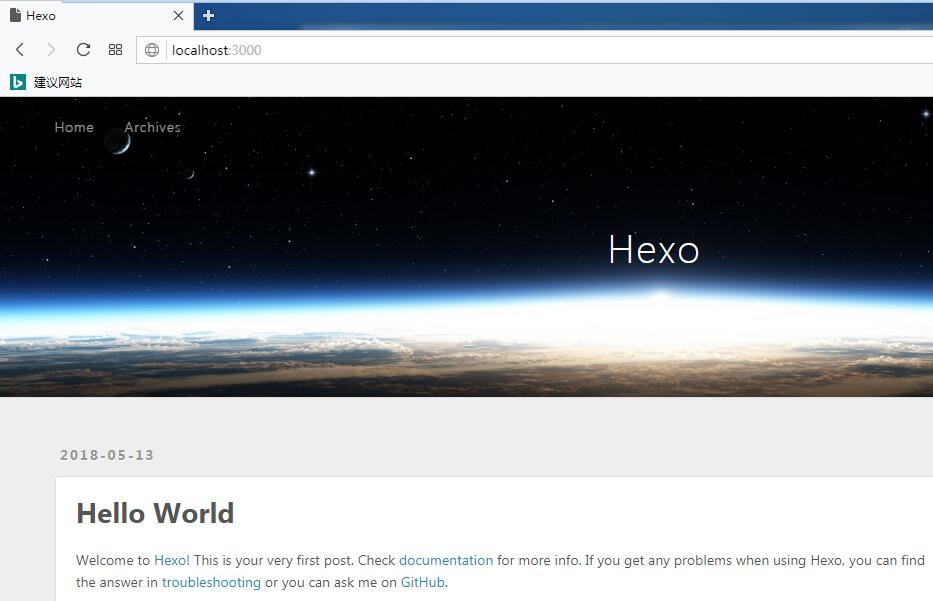 Hexo
localhost:3000
建议网站
Home Archives
Hexo
2018-05-13
Hello World
Welcome to Hexo! This is your very first post. Check documentation for more info. If you get any problems when using Hexo, you can find
the answer in troubleshooting or you can ask me on GitHub.